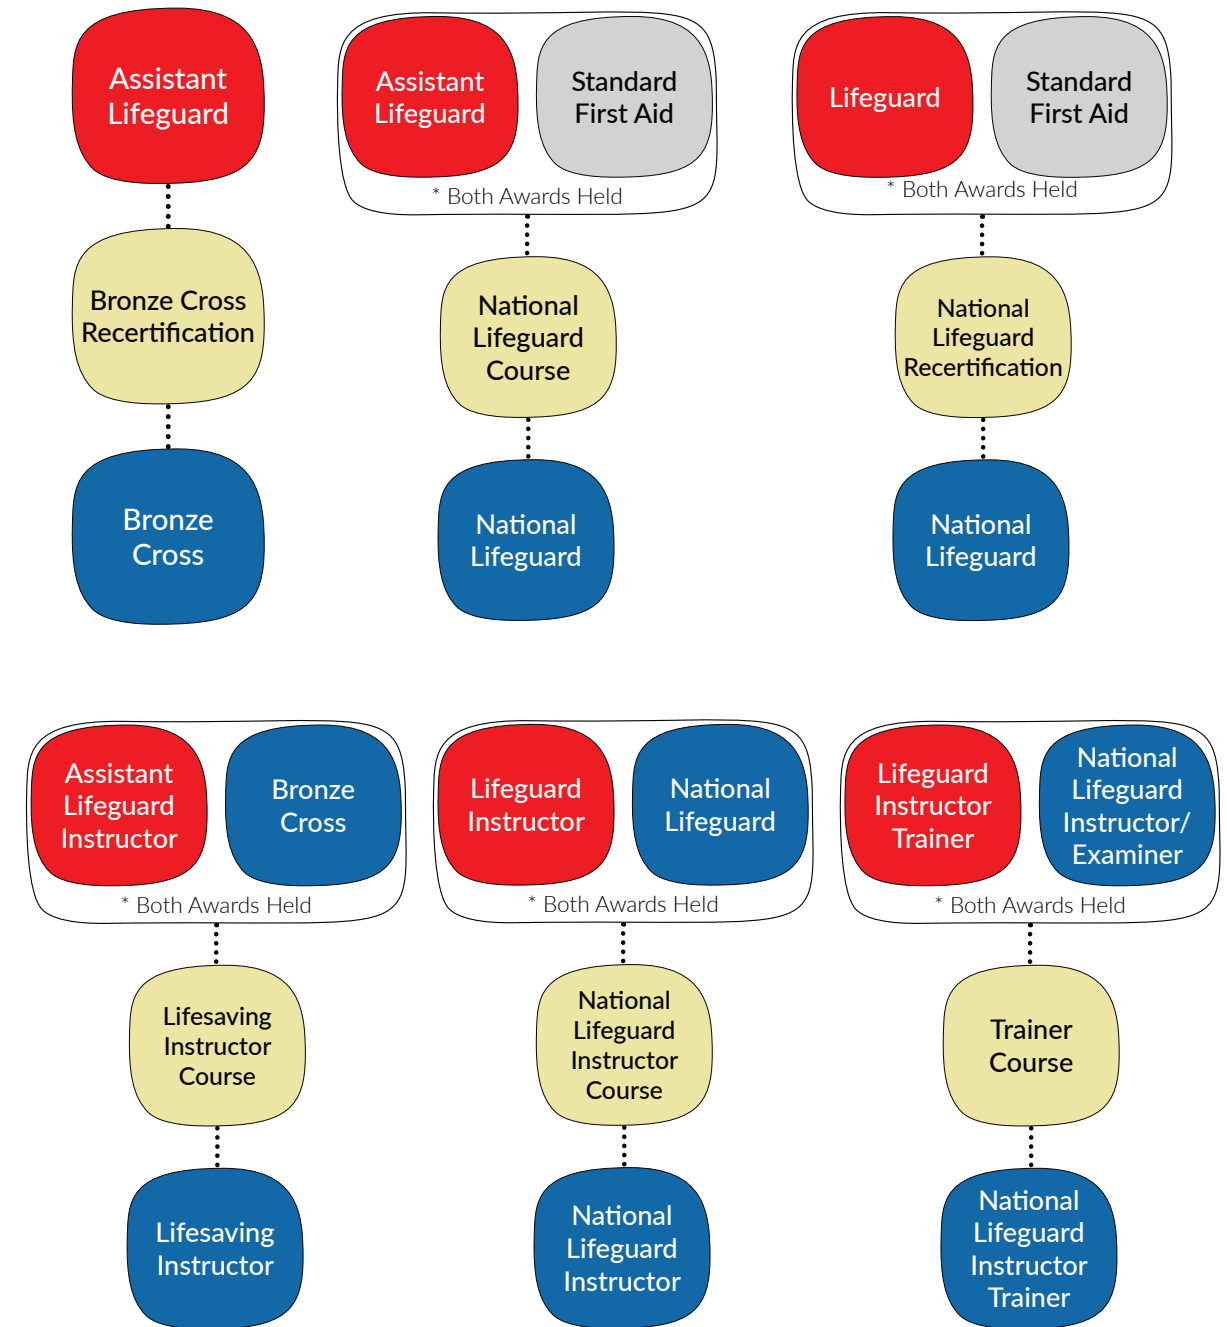 Assistant
Lifeguard
Bronze Cross
Recertification
Bronze
Cross
Assistant
Lifeguard
Standard
First Aid
* Both Awards Held
National
Lifeguard
Course
National
Lifeguard
Lifeguard
Standard
First Aid
* Both Awards Held
National
Lifeguard
Recertification
National
Lifeguard
Assistant
Lifeguard
Instructor
Bronze
Cross
* Both Awards Held
Lifesaving
Instructor
Course
Lifesaving
Instructor
Lifeguard
Instructor
National
Lifeguard
* Both Awards Held
National
Lifeguard
Instructor
Course
National
Lifeguard
Instructor
Lifeguard
Instructor
Trainer
National
Lifeguard
Instructor/
Examiner
* Both Awards Held
Trainer
Course
National
Lifeguard
Instructor
Trainer